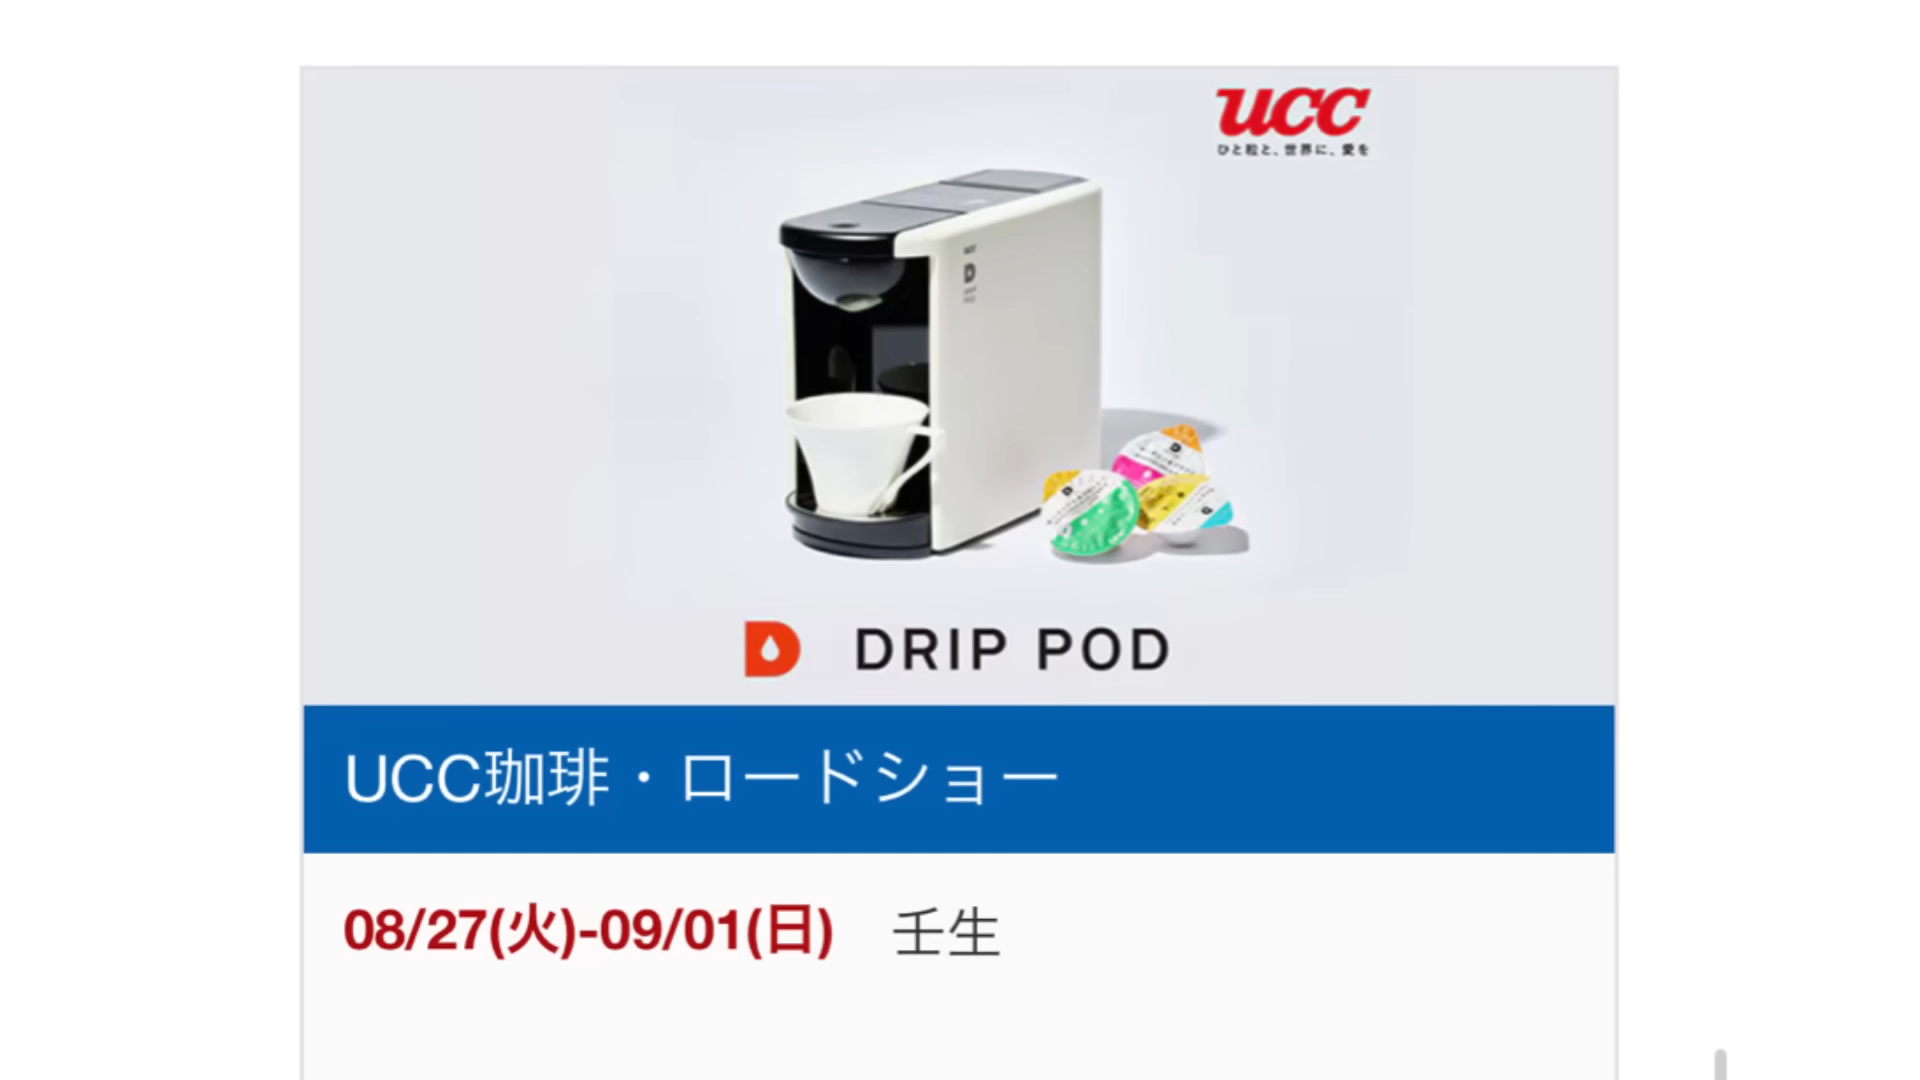 ucc
ひと粒と、世界に、愛を
D
DRIP POD
UCC珈琲・ロードショー
08/27(火)-09/01(日) 壬生